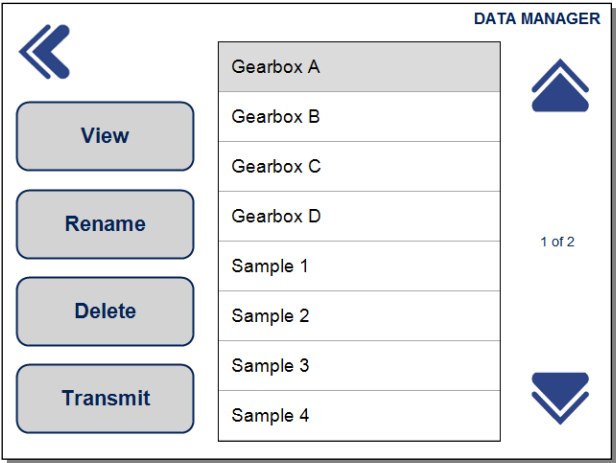 DATA MANAGER
View
Rename
Delete
Transmit
Gearbox A
Gearbox B
Gearbox C
Gearbox D
Sample 1
Sample 2
Sample 3
Sample 4
1 of 2